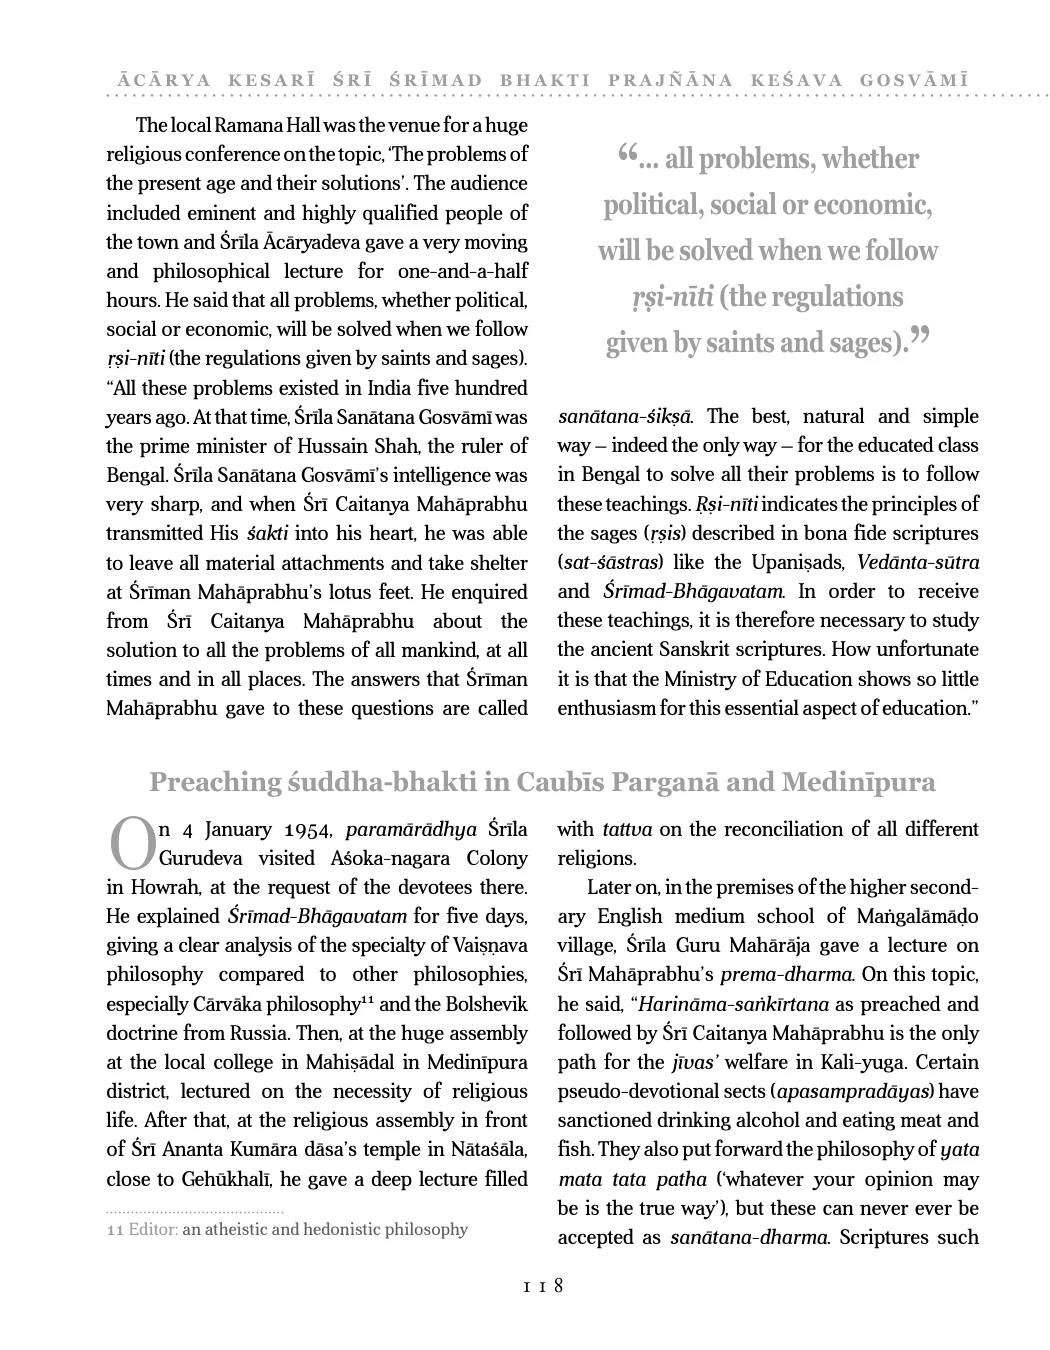 ĀCĀRYA KESARĪ ŚRĪ ŚRĪMAD BHAKTI PRAJÑĀNA KEŚAVA GOSVĀMĪ
The local Ramana Hall was the venue for a huge
religious conference on the topic, ‘The problems of
the present age and their solutions’. The audience
included eminent and highly qualified people of
the town and Śrīla Ācāryadeva gave a very moving
and philosophical lecture for one-and-a-half
hours. He said that all problems, whether political,
social or economic, will be solved when we follow
ṛṣi-nīti (the regulations given by saints and sages).
“All these problems existed in India five hundred
years ago. At that time, Śrīla Sanātana Gosvāmī was
the prime minister of Hussain Shah, the ruler of
Bengal. Śrīla Sanātana Gosvāmī’s intelligence was
very sharp, and when Śrī Caitanya Mahāprabhu
transmitted His śakti into his heart, he was able
to leave all material attachments and take shelter
at Śrīman Mahāprabhu’s lotus feet. He enquired
from Śrī Caitanya Mahāprabhu about the
solution to all the problems of all mankind, at all
times and in all places. The answers that Śrīman
Mahāprabhu gave to these questions are called
“... all problems, whether
political, social or economic,
will be solved when we follow
ṛṣi-nīti (the regulations
given by saints and sages).”
sanātana-śikṣā. The best, natural and simple
way – indeed the only way – for the educated class
in Bengal to solve all their problems is to follow
these teachings. Ṛṣi-nīti indicates the principles of
the sages (ṛṣis) described in bona fide scriptures
(sat-śāstras) like the Upaniṣads, Vedānta-sūtra
and Śrīmad-Bhāgavatam. In order to receive
these teachings, it is therefore necessary to study
the ancient Sanskrit scriptures. How unfortunate
it is that the Ministry of Education shows so little
enthusiasm for this essential aspect of education.”
Preaching śuddha-bhakti in Caubīs Parganā and Medinīpura
On 4 January 1954, paramārādhya Śrīla
Gurudeva visited Aśoka-nagara Colony
in Howrah, at the request of the devotees there.
He explained Śrīmad-Bhāgavatam for five days,
giving a clear analysis of the specialty of Vaiṣṇava
philosophy compared to other philosophies,
especially Cārvāka philosophy¹¹ and the Bolshevik
doctrine from Russia. Then, at the huge assembly
at the local college in Mahiṣādal in Medinīpura
district, lectured on the necessity of religious
life. After that, at the religious assembly in front
of Śrī Ananta Kumāra dāsa’s temple in Nātaśāla,
close to Gehūkhalī, he gave a deep lecture filled
11 Editor: an atheistic and hedonistic philosophy
with tattva on the reconciliation of all different
religions.
Later on, in the premises of the higher second-
ary English medium school of Maṅgalāmāḍo
village, Śrīla Guru Mahārāja gave a lecture on
Śrī Mahāprabhu’s prema-dharma. On this topic,
he said, “Harināma-saṅkīrtana as preached and
followed by Śrī Caitanya Mahāprabhu is the only
path for the jīvas’ welfare in Kali-yuga. Certain
pseudo-devotional sects (apasampradāyas) have
sanctioned drinking alcohol and eating meat and
fish. They also put forward the philosophy of yata
mata tata patha (‘whatever your opinion may
be is the true way’), but these can never ever be
accepted as sanātana-dharma. Scriptures such
118